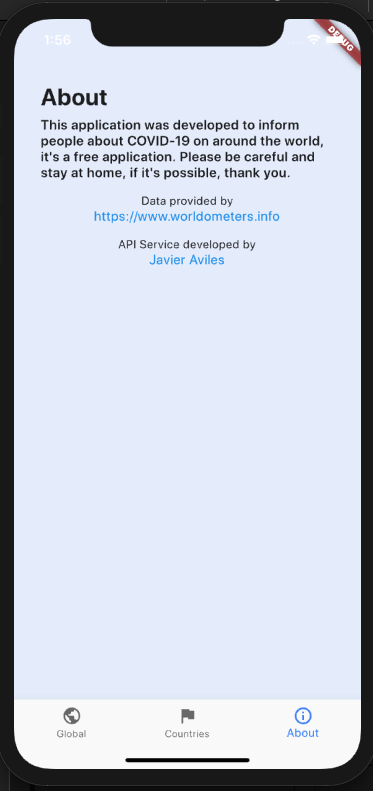 1:56
DEBUG
About
This application was developed to inform
people about COVID-19 on around the world,
it's a free application. Please be careful and
stay at home, if it's possible, thank you.
Data provided by
https://www.worldometers.info
API Service developed by
Javier Aviles
Global
Countries
About